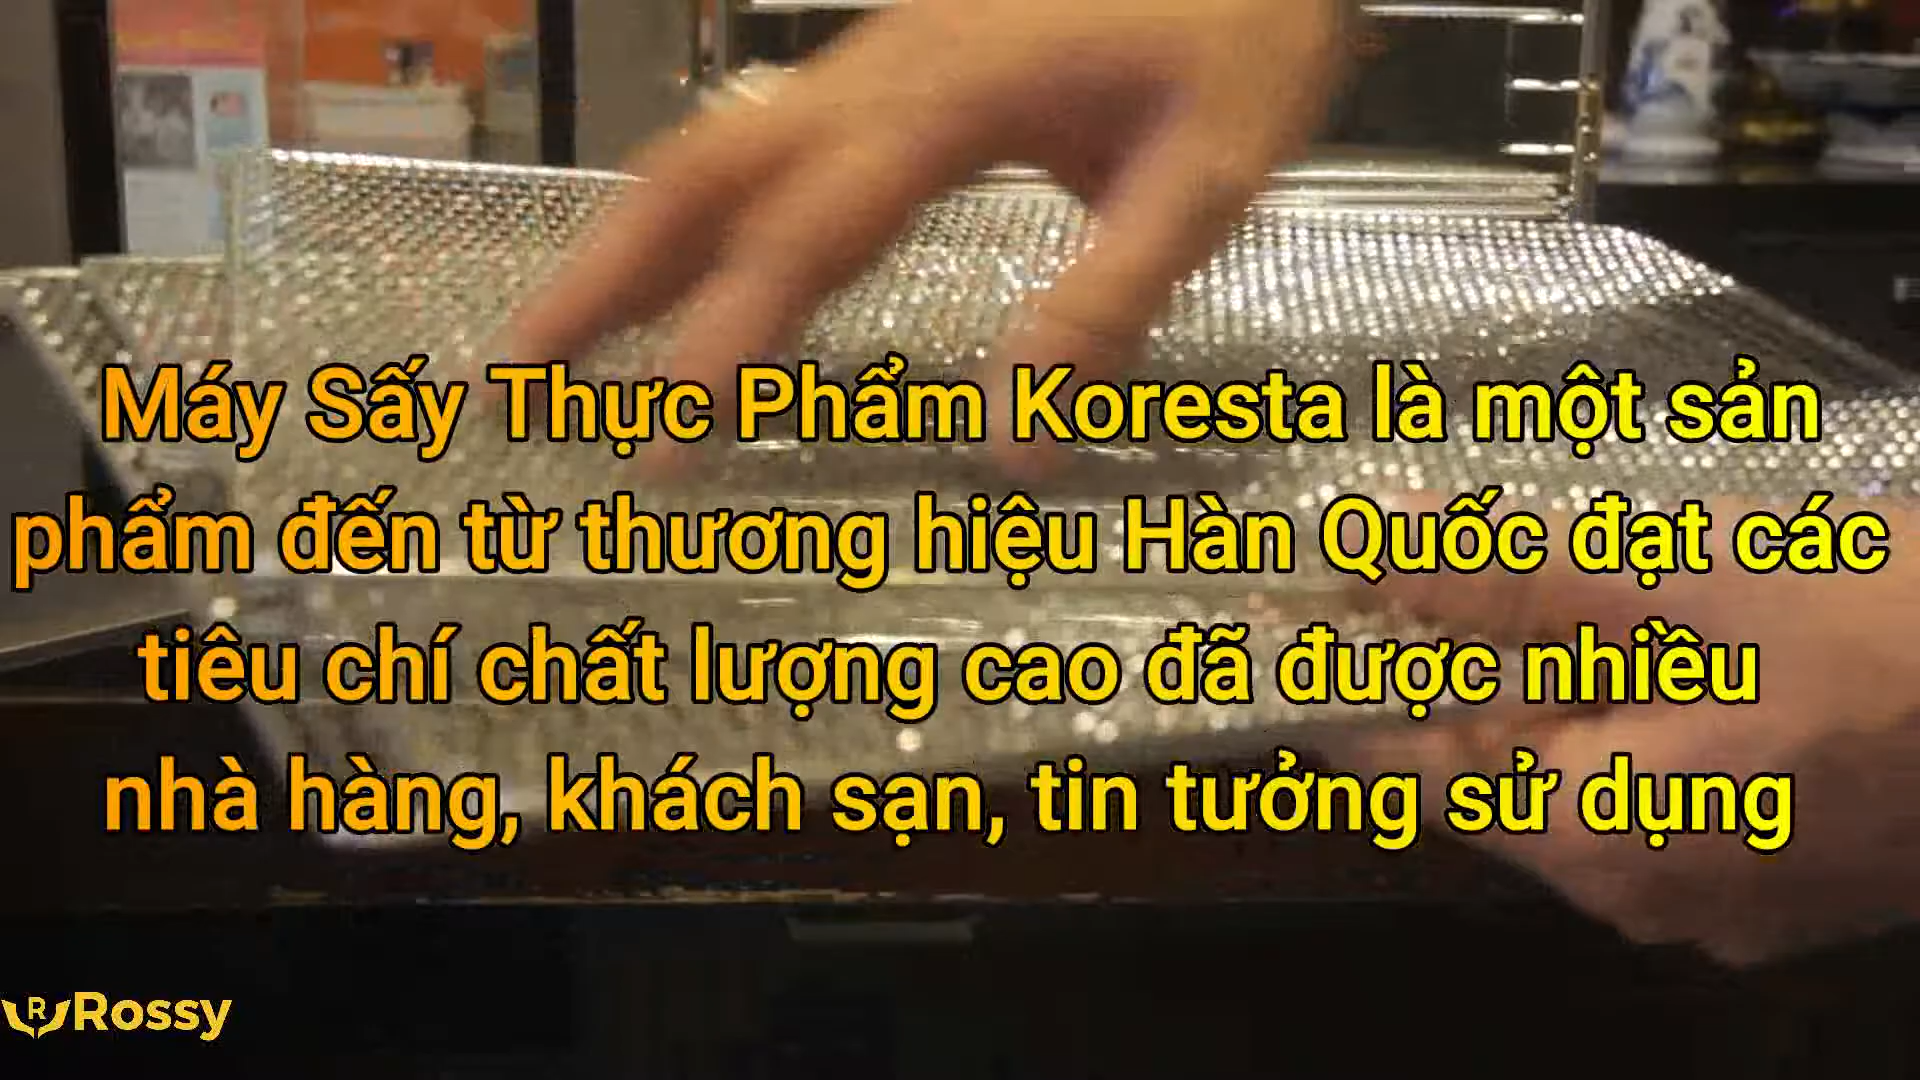 Máy Sấy Thực Phẩm Koresta là một sản
phẩm đến từ thương hiệu Hàn Quốc đạt các
tiêu chí chất lượng cao đã được nhiều
nhà hàng, khách sạn, tin tưởng sử dụng
R Rossy